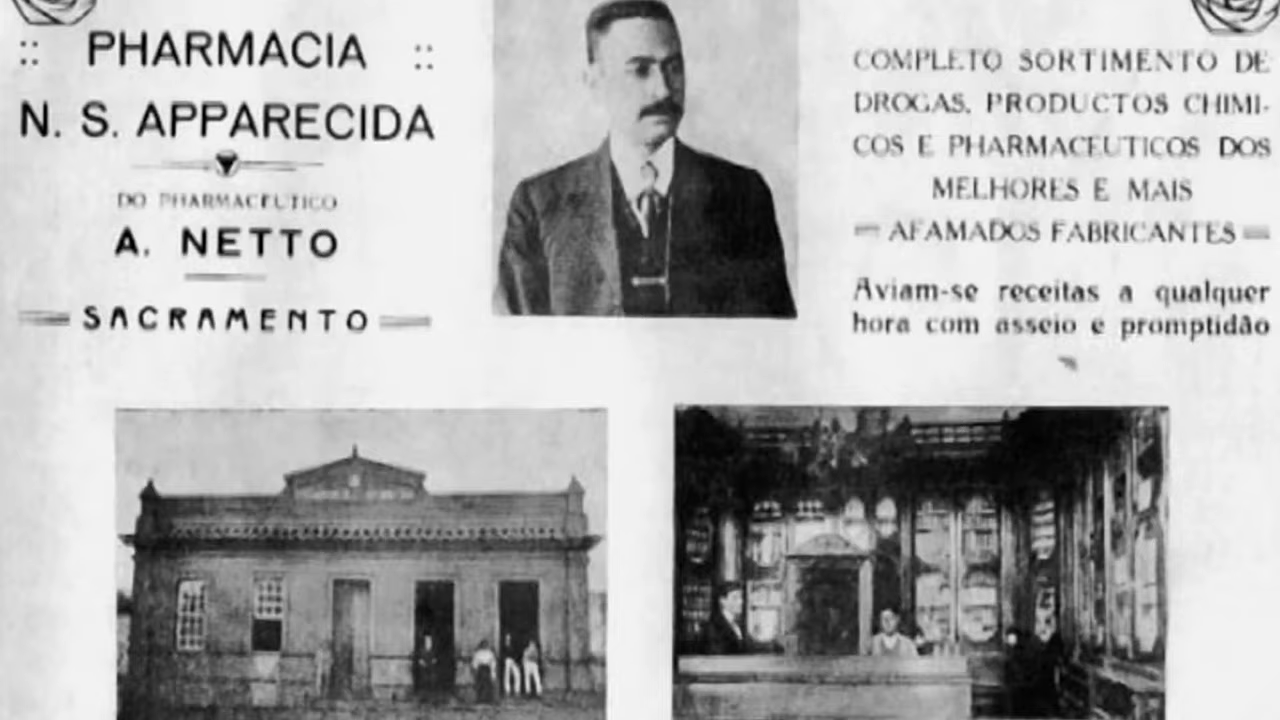 :: PHARMACIA ::
N. S. APPARECIDA
DO PHARMACEUTICO
A. NETTO
SACRAMENTO
COMPLETO SORTIMENTO DE
DROGAS, PRODUCTOS CHIMI-
COS E PHARMACEUTICOS DOS
MELHORES E MAIS
AFAMADOS FABRICANTES
Aviam-se receitas a qualquer
hora com asseio e promptidão